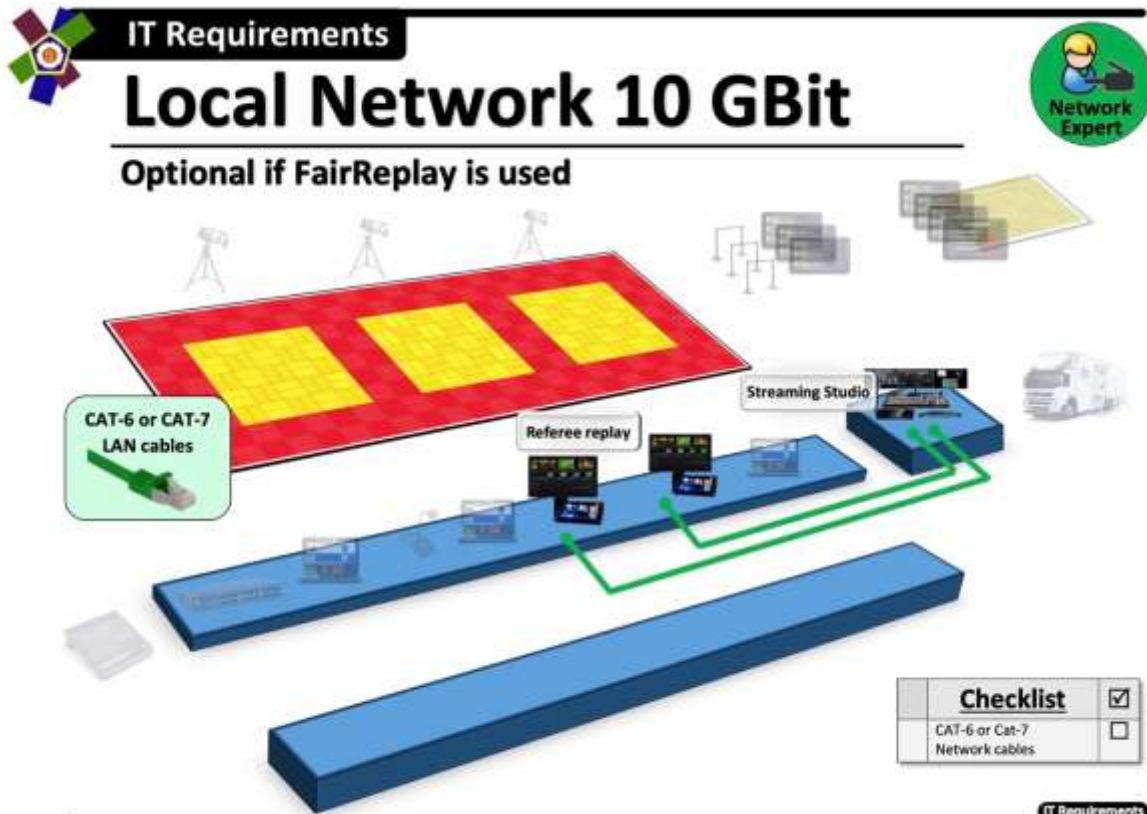 IT Requirements
Local Network 10 GBit
Network
Expert
Optional if FairReplay is used
Streaming Studio
CAT-6 or CAT-7
LAN cables
Referee replay
Checklist
CAT-6 or Cat-7
Network cables
IT Requirements